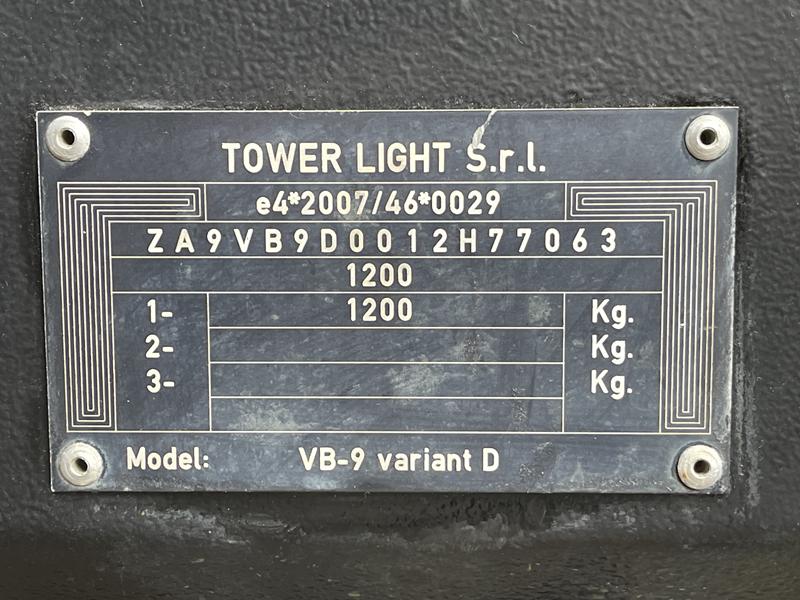 TOWER LIGHT S.r.l.
e4*2007/46*0029
ZA9VB9D0012H77063
1200
1- 1200 Kg.
2- Kg.
3- Kg.
Model: VB-9 variant D